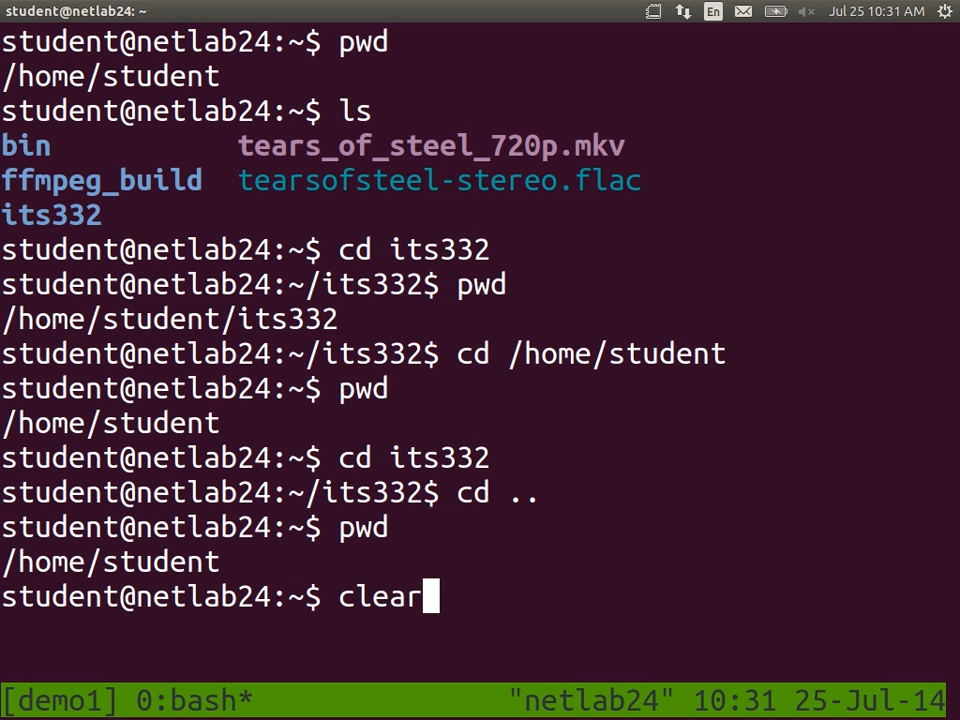 student@netlab24: ~ En Jul 25 10:31 AM
student@netlab24:~$ pwd
/home/student
student@netlab24:~$ ls
bin tears_of_steel_720p.mkv
ffmpeg_build tearsofsteel-stereo.flac
its332
student@netlab24:~$ cd its332
student@netlab24:~/its332$ pwd
/home/student/its332
student@netlab24:~/its332$ cd /home/student
student@netlab24:~$ pwd
/home/student
student@netlab24:~$ cd its332
student@netlab24:~/its332$ cd ..
student@netlab24:~$ pwd
/home/student
student@netlab24:~$ clear
[demo1] 0:bash* "netlab24" 10:31 25-Jul-14